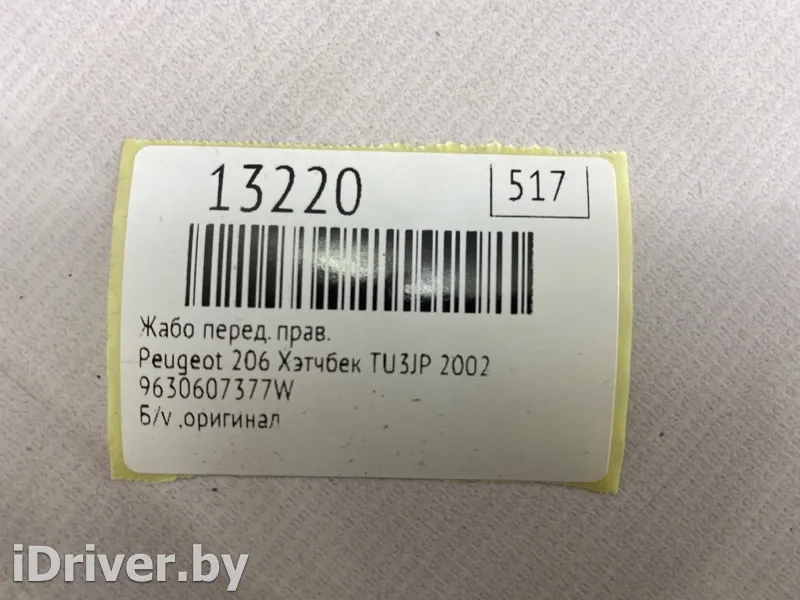 13220
517
Жабо перед. прав.
Peugeot 206 Хэтчбек TU3JP 2002
9630607377W
Б/у ,оригинал
iDriver.by